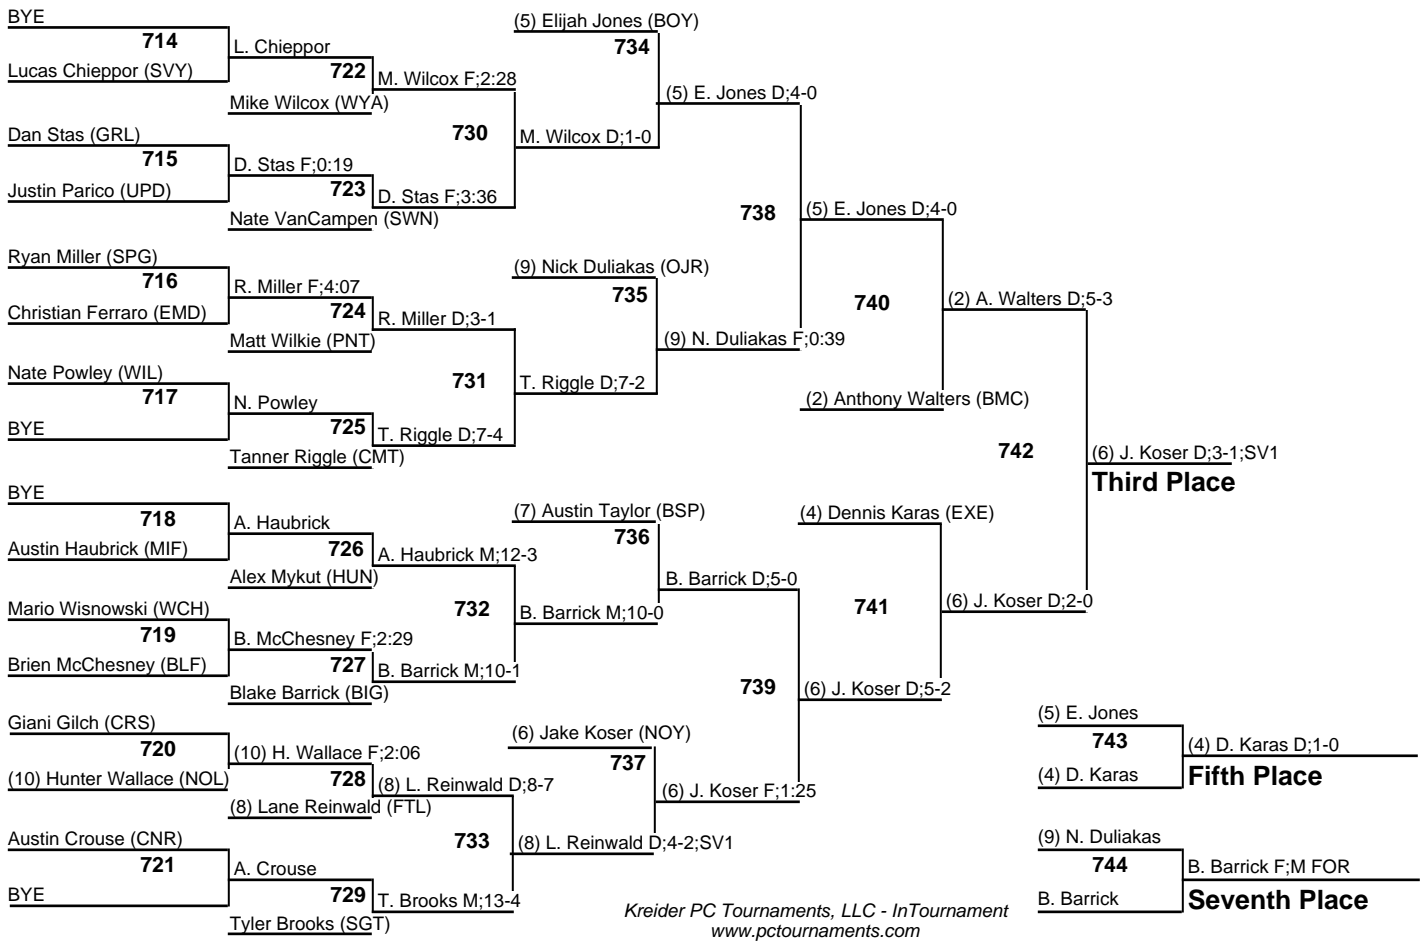 BYE
714
Lucas Chieppor (SVY)
Dan Stas (GRL)
715
Justin Parico (UPD)
Ryan Miller (SPG)
716
Christian Ferraro (EMD)
Nate Powley (WIL)
717
BYE
BYE
718
Austin Haubrick (MIF)
Mario Wisnowski (WCH)
719
Brien McChesney (BLF)
Giani Gilch (CRS)
720
(10) Hunter Wallace (NOL)
Austin Crouse (CNR)
721
BYE
L. Chieppor
722
Mike Wilcox (WYA)
D. Stas F;0:19
723
Nate VanCampen (SWN)
R. Miller F;4:07
724
Matt Wilkie (PNT)
N. Powley
725
Tanner Riggle (CMT)
A. Haubrick
726
Alex Mykut (HUN)
B. McChesney F;2:29
727
Blake Barrick (BIG)
(10) H. Wallace F;2:06
728
(8) Lane Reinwald (FTL)
A. Crouse
729
Tyler Brooks (SGT)
M. Wilcox F;2:28
730
D. Stas F;3:36
R. Miller D;3-1
731
T. Riggle D;7-4
A. Haubrick M;12-3
732
B. Barrick M;10-1
(8) L. Reinwald D;8-7
733
T. Brooks M;13-4
(5) Elijah Jones (BOY)
734
M. Wilcox D;1-0
(9) Nick Duliakas (OJR)
735
T. Riggle D;7-2
(7) Austin Taylor (BSP)
736
B. Barrick M;10-0
(6) Jake Koser (NOY)
737
(8) L. Reinwald D;4-2;SV1
(5) E. Jones D;4-0
738
(9) N. Duliakas F;0:39
B. Barrick D;5-0
739
(6) J. Koser F;1:25
(5) E. Jones D;4-0
740
(2) Anthony Walters (BMC)
(4) Dennis Karas (EXE)
741
(6) J. Koser D;5-2
(2) A. Walters D;5-3
742
(6) J. Koser D;2-0
(6) J. Koser D;3-1;SV1
Third Place
(5) E. Jones
743
(4) D. Karas
(4) D. Karas D;1-0
Fifth Place
(9) N. Duliakas
744
B. Barrick
B. Barrick F;M FOR
Seventh Place
Kreider PC Tournaments, LLC - InTournament
www.pctournaments.com